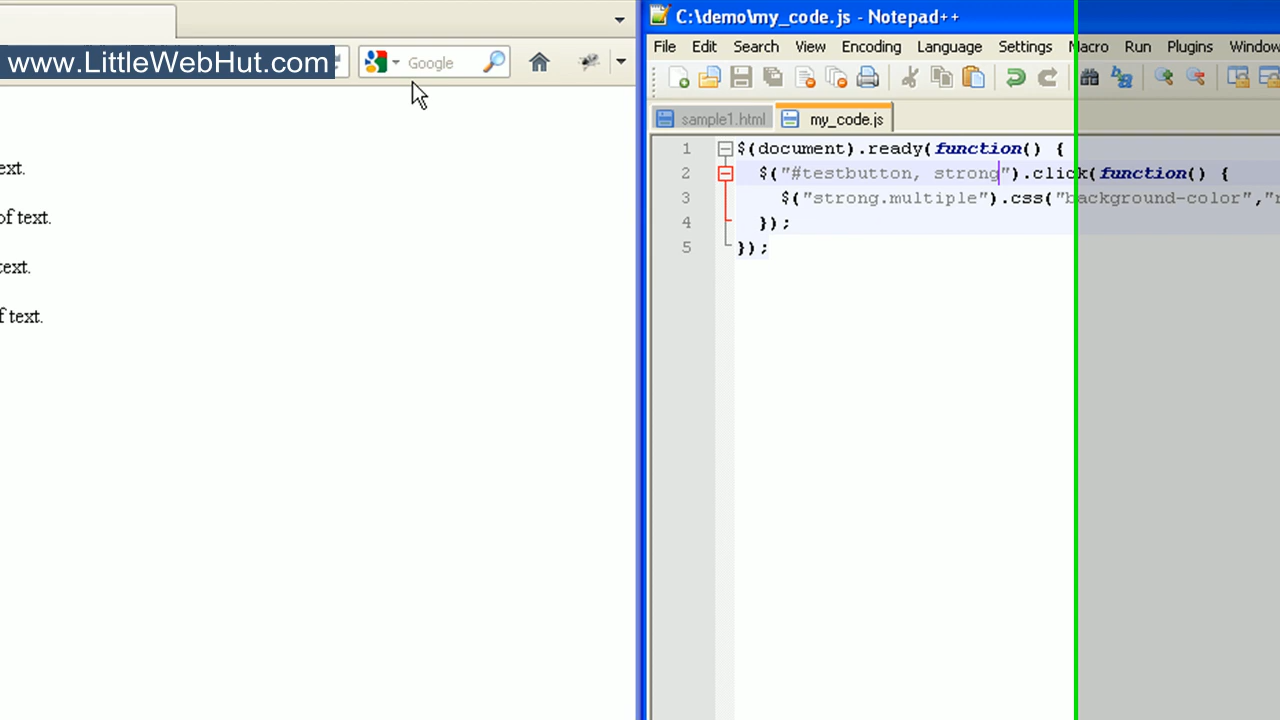 C:\demo\my_code.js - Notepad++
www.LittleWebHut.com
Google
File Edit Search View Encoding Language Settings Macro Run Plugins Window
sample1.html my_code.js
ext.
of text.
text.
f text.
1 $(document).ready(function() {
2 $("#testbutton, strong").click(function() {
3 $("strong.multiple").css("background-color","r
4 });
5 });